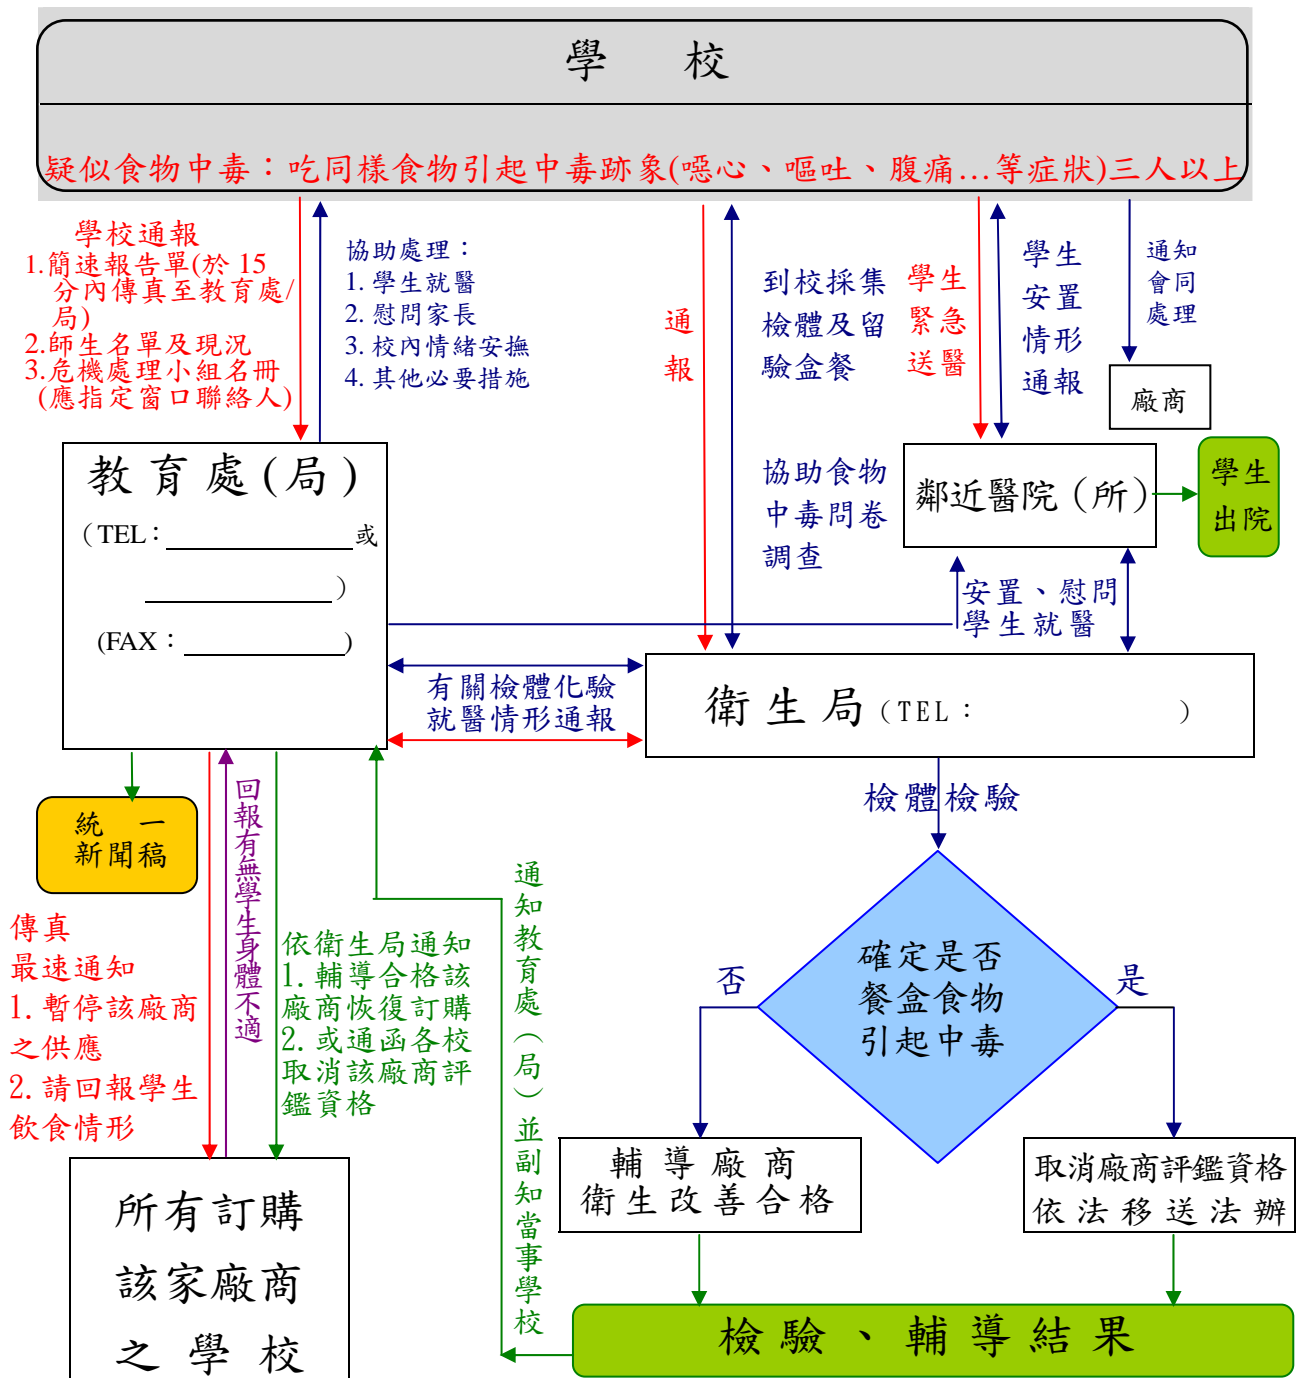 學 校
疑似食物中毒：吃同樣食物引起中毒跡象(噁心、嘔吐、腹痛…等症狀)三人以上
學校通報
1.簡速報告單(於 15
分內傳真至教育處/
局)
2.師生名單及現況
3.危機處理小組名冊
(應指定窗口聯絡人)
協助處理：
1. 學生就醫
2. 慰問家長
3. 校內情緒安撫
4. 其他必要措施
通
報
到校採集
檢體及留
驗盒餐
學生
緊急
送醫
學生
安置
情形
通報
通知
會同
處理
廠商
教育處(局)
（TEL：
或
）
(FAX：
)
協助食物
中毒問卷
調查
鄰近醫院（所）
學生
出院
安置、慰問
學生就醫
有關檢體化驗
就醫情形通報
衛生局（TEL：
）
檢體檢驗
統 一
新聞稿
回報有無學生身體不適
傳真
最速通知
1. 暫停該廠商
之供應
2. 請回報學生
飲食情形
依衛生局通知
1. 輔導合格該
廠商恢復訂購
2. 或通函各校
取消該廠商評
鑑資格
通知教育處（局）並副知當事學校
確定是否
餐盒食物
引起中毒
否
是
輔導廠商
衛生改善合格
取消廠商評鑑資格
依法移送法辦
所有訂購
該家廠商
之學校
檢驗、輔導結果